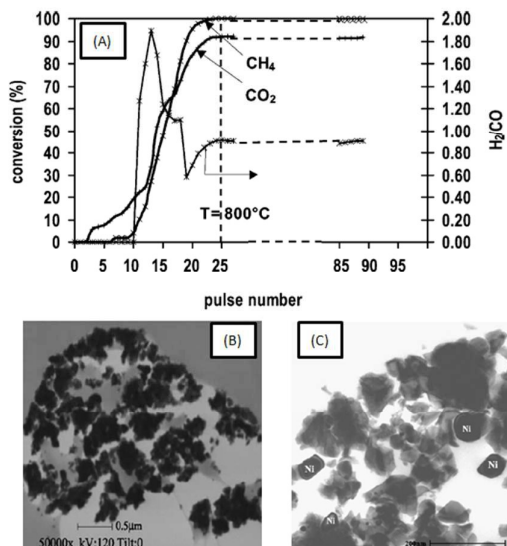 (A)
100
90
80
70
60
50
40
30
20
10
0
conversion (%)
2.00
1.80
1.60
1.40
1.20
1.00
0.80
0.60
0.40
0.20
0.00
H2/CO
CH4
CO2
T= 800°C
0 5 10 15 20 25 85 90 95
pulse number
(B)
0.5µm
50000x kV:120 Tilt:0
(C)
Ni
Ni
Ni
Ni
200 nm